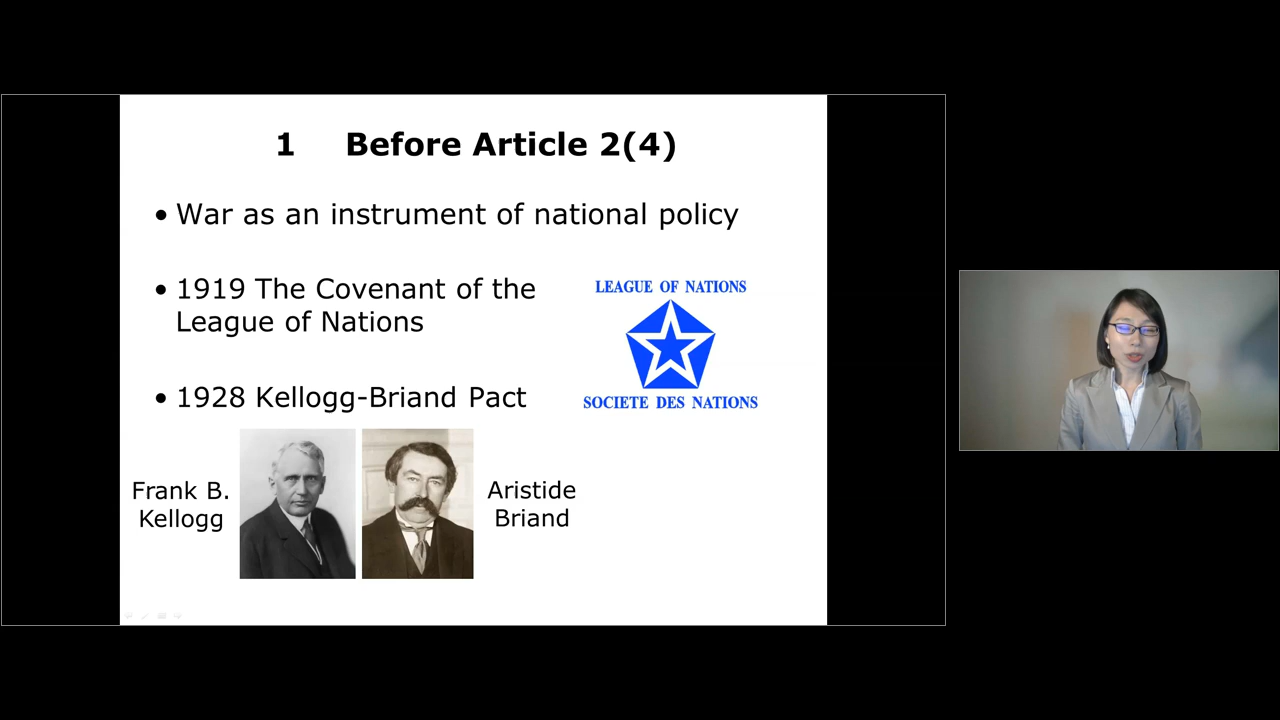 1 Before Article 2(4)
• War as an instrument of national policy
• 1919 The Covenant of the
League of Nations
LEAGUE OF NATIONS
SOCIETE DES NATIONS
• 1928 Kellogg-Briand Pact
Frank B.
Kellogg
Aristide
Briand